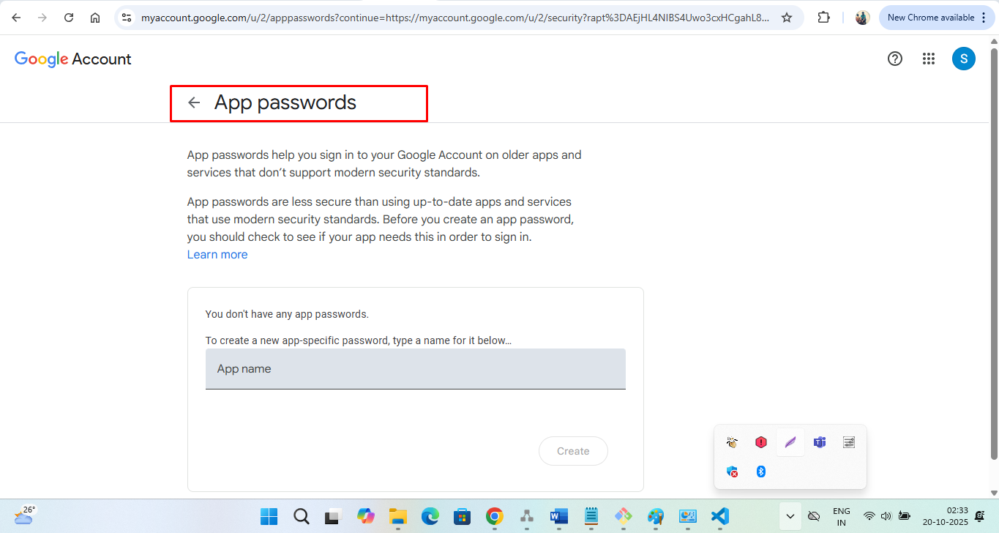 myaccount.google.com/u/2/apppasswords?continue=https://myaccount.google.com/u/2/security?rapt%3DAEjHL4NIBS4Uwo3cxHCgahL8...
New Chrome available
Google Account
S
App passwords
App passwords help you sign in to your Google Account on older apps and
services that don’t support modern security standards.
App passwords are less secure than using up-to-date apps and services
that use modern security standards. Before you create an app password,
you should check to see if your app needs this in order to sign in.
Learn more
You don't have any app passwords.
To create a new app-specific password, type a name for it below...
App name
Create
26°
ENG
IN
02:33
20-10-2025